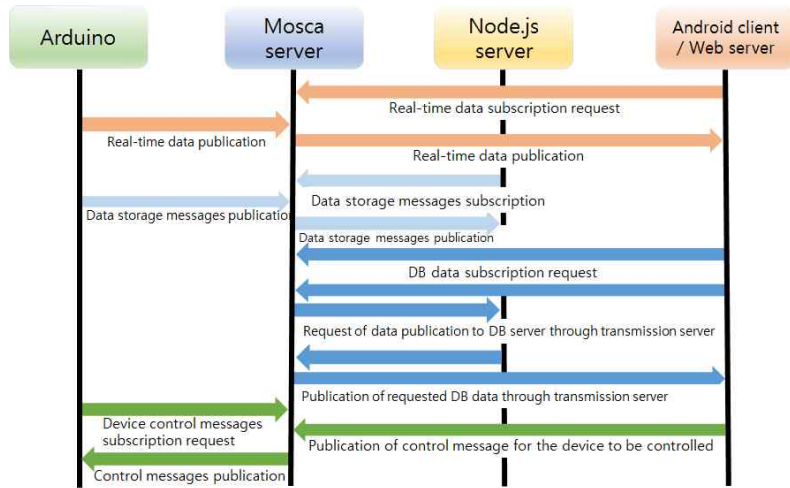 Arduino
Mosca
server
Node.js
server
Android client
/ Web server
Real-time data subscription request
Real-time data publication
Real-time data publication
Data storage messages subscription
Data storage messages publication
Data storage messages publication
DB data subscription request
Request of data publication to DB server through transmission server
Publication of requested DB data through transmission server
Device control messages
subscription request
Publication of control message for the device to be controlled
Control messages publication